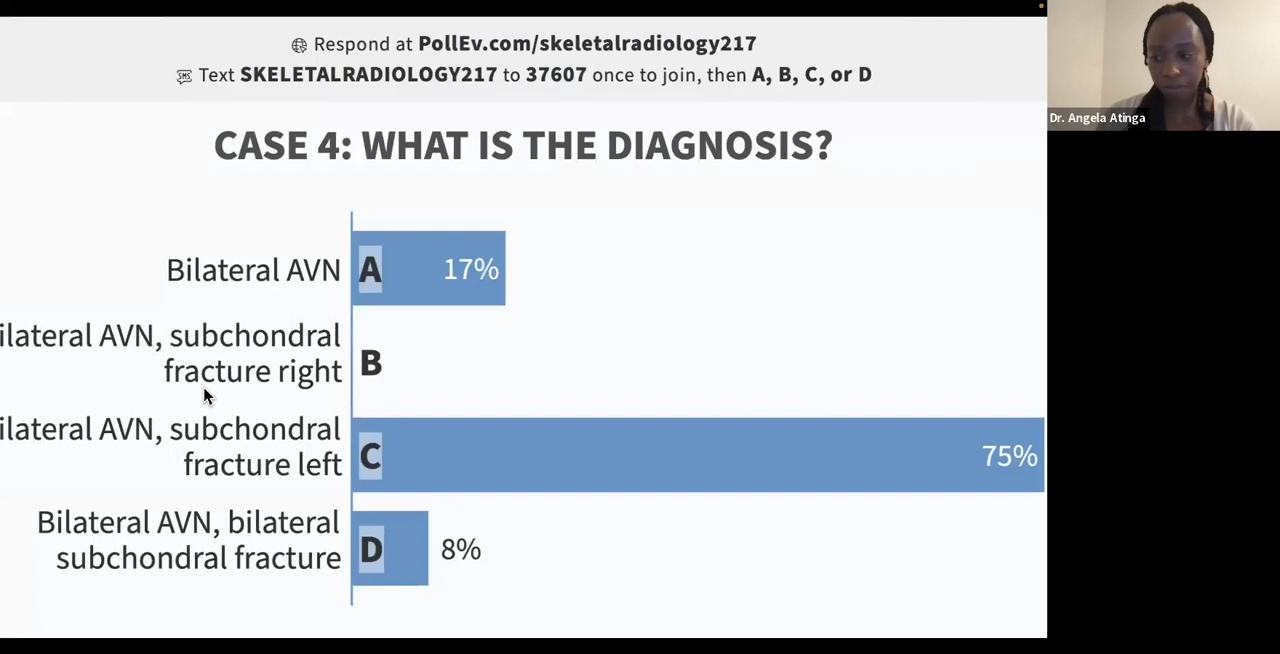 Respond at PollEv.com/skeletalradiology217
Text SKELETALRADIOLOGY217 to 37607 once to join, then A, B, C, or D
Dr. Angela Atinga
CASE 4: WHAT IS THE DIAGNOSIS?
Bilateral AVN A 17%
ilateral AVN, subchondral
fracture right B
ilateral AVN, subchondral
fracture left C 75%
Bilateral AVN, bilateral
subchondral fracture D 8%